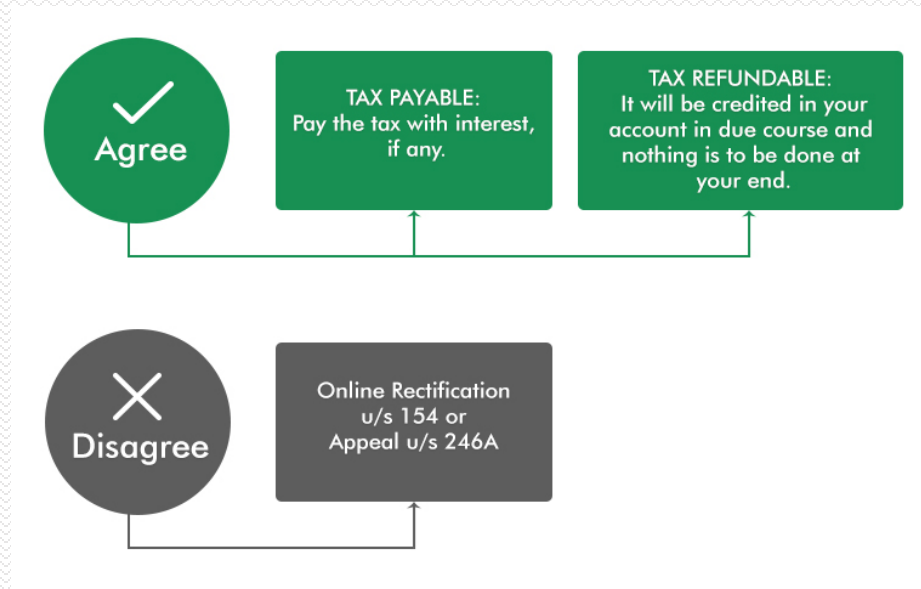 Agree
TAX PAYABLE:
Pay the tax with interest,
if any.
TAX REFUNDABLE:
It will be credited in your
account in due course and
nothing is to be done at
your end.
Disagree
Online Rectification
u/s 154 or
Appeal u/s 246A